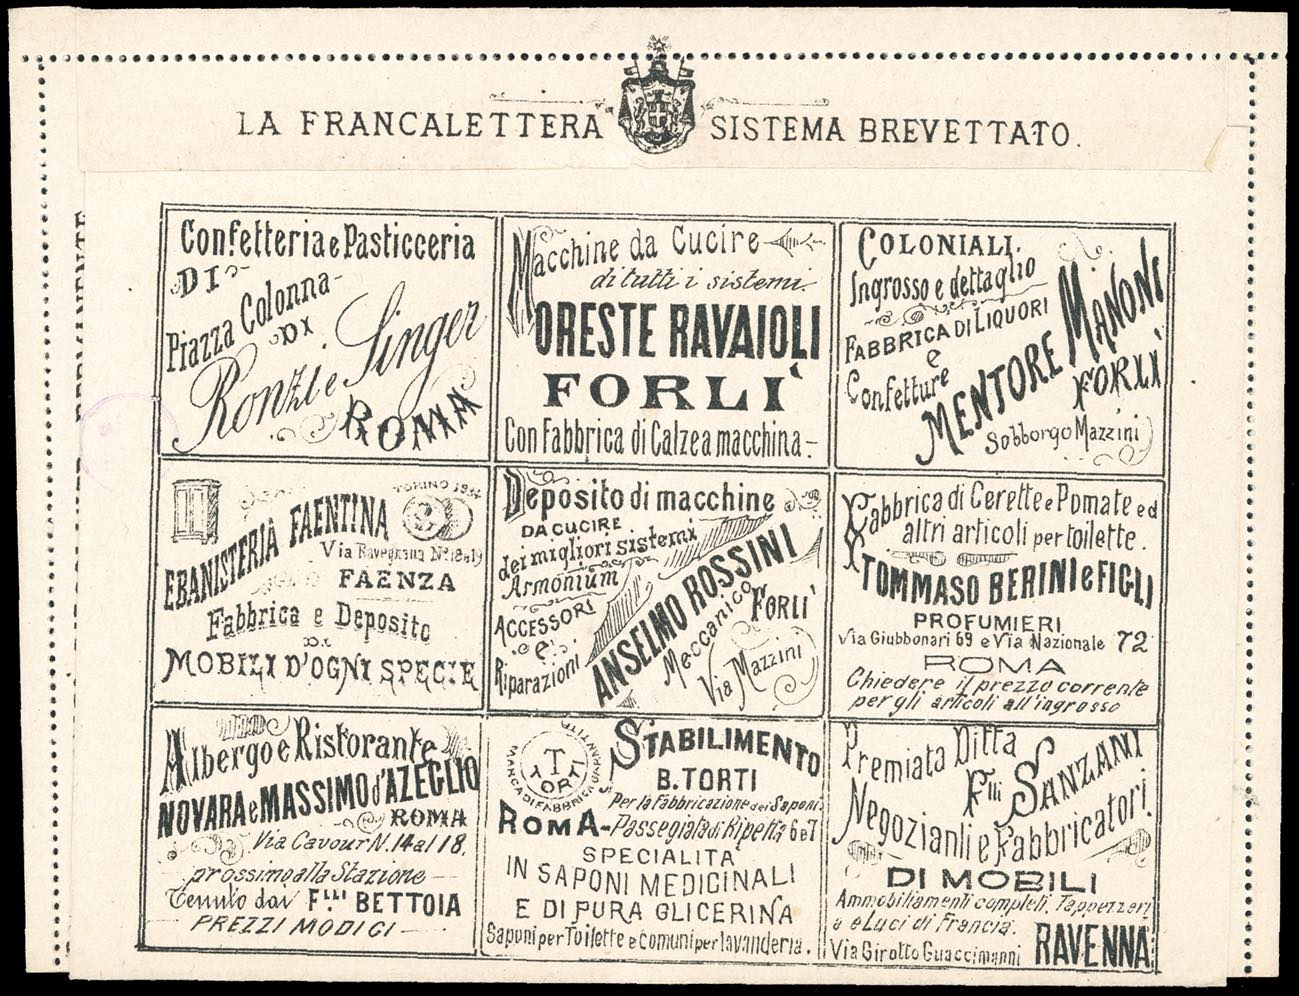 LA FRANCALETTERA SISTEMA BREVETTATO.
Confetteria e Pasticceria
DI
Piazza Colonna
DI
Ronzi e Singer
ROMA
Macchine da Cucire
di tutti i sistemi
ORESTE RAVAIOLI
FORLI'
Con Fabbrica di Calze a macchina
COLONIALI.
Ingrosso e dettaglio
FABBRICA DI LIQUORI
e
Confetture
MENTORE MANONI
FORLI'
Sobborgo Mazzini
TORINO
EBANISTERIA FAENTINA
Via Ravegnana
FAENZA
Fabbrica e Deposito
DI
MOBILI D'OGNI SPECIE
Deposito di macchine
DA CUCIRE
dei migliori sistemi
Armonium
ACCESSORI
e
Riparazioni
ANSELMO ROSSINI
Meccanico
FORLI'
Via Mazzini
Fabbrica di Cerette e Pomate ed
altri articoli per toilette.
TOMMASO BERINI e FIGLI
PROFUMIERI
Via Giubbonari 69 e Via Nazionale 72
ROMA
Chiedere il prezzo corrente
per gli articoli all'ingrosso
Albergo e Ristorante
NOVARA e MASSIMO d'AZEGLIO
ROMA
Via Cavour N. 14 al 18.
prossimo alla Stazione
Tenuto dai F.lli BETTOIA
PREZZI MODICI
MARCA DI FABBRICA GARANTITA
T
TORTI
STABILIMENTO
B. TORTI
Per la Fabbricazione dei Saponi
ROMA - Passegiata di Ripetta 6 e 7
SPECIALITA
IN SAPONI MEDICINALI
E DI PURA GLICERINA
Saponi per Toilette e comuni per lavanderia.
Premiata Ditta
F.lli SANZANI
Negozianti e Fabbricatori
DI MOBILI
Ammobiliamenti completi, Tappezzeri
a e Luci di Francia.
Via Girotto Guaccimanni RAVENNA